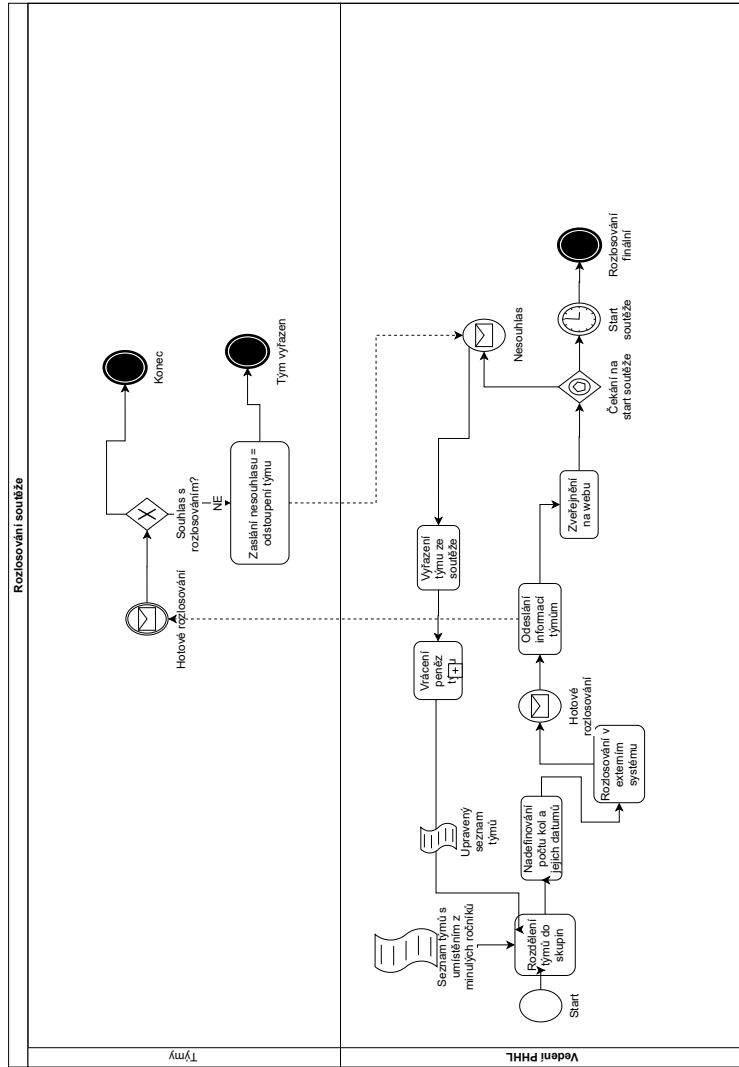 Rozlosování soutěže
Týmy
Hotové rozlosování
Souhlas s
rozlosováním?
NE
Konec
Zaslání nesouhlasu =
odstoupení týmu
Tým vyřazen
Vedení PHHL
Start
Seznam týmů s
umístěním z
minulých ročníků
Rozdělení
týmů do
skupin
Upravený
seznam
týmů
Nadefinování
počtu kol a
jejich datumů
Rozlosování v
externím
systému
Hotové
rozlosování
Odeslání
informací
týmům
Vrácení
peněz
týmu
Vyřazení
týmu ze
soutěže
Zveřejnění
na webu
Nesouhlas
Čekání na
start soutěže
Start
soutěže
Rozlosování
finální